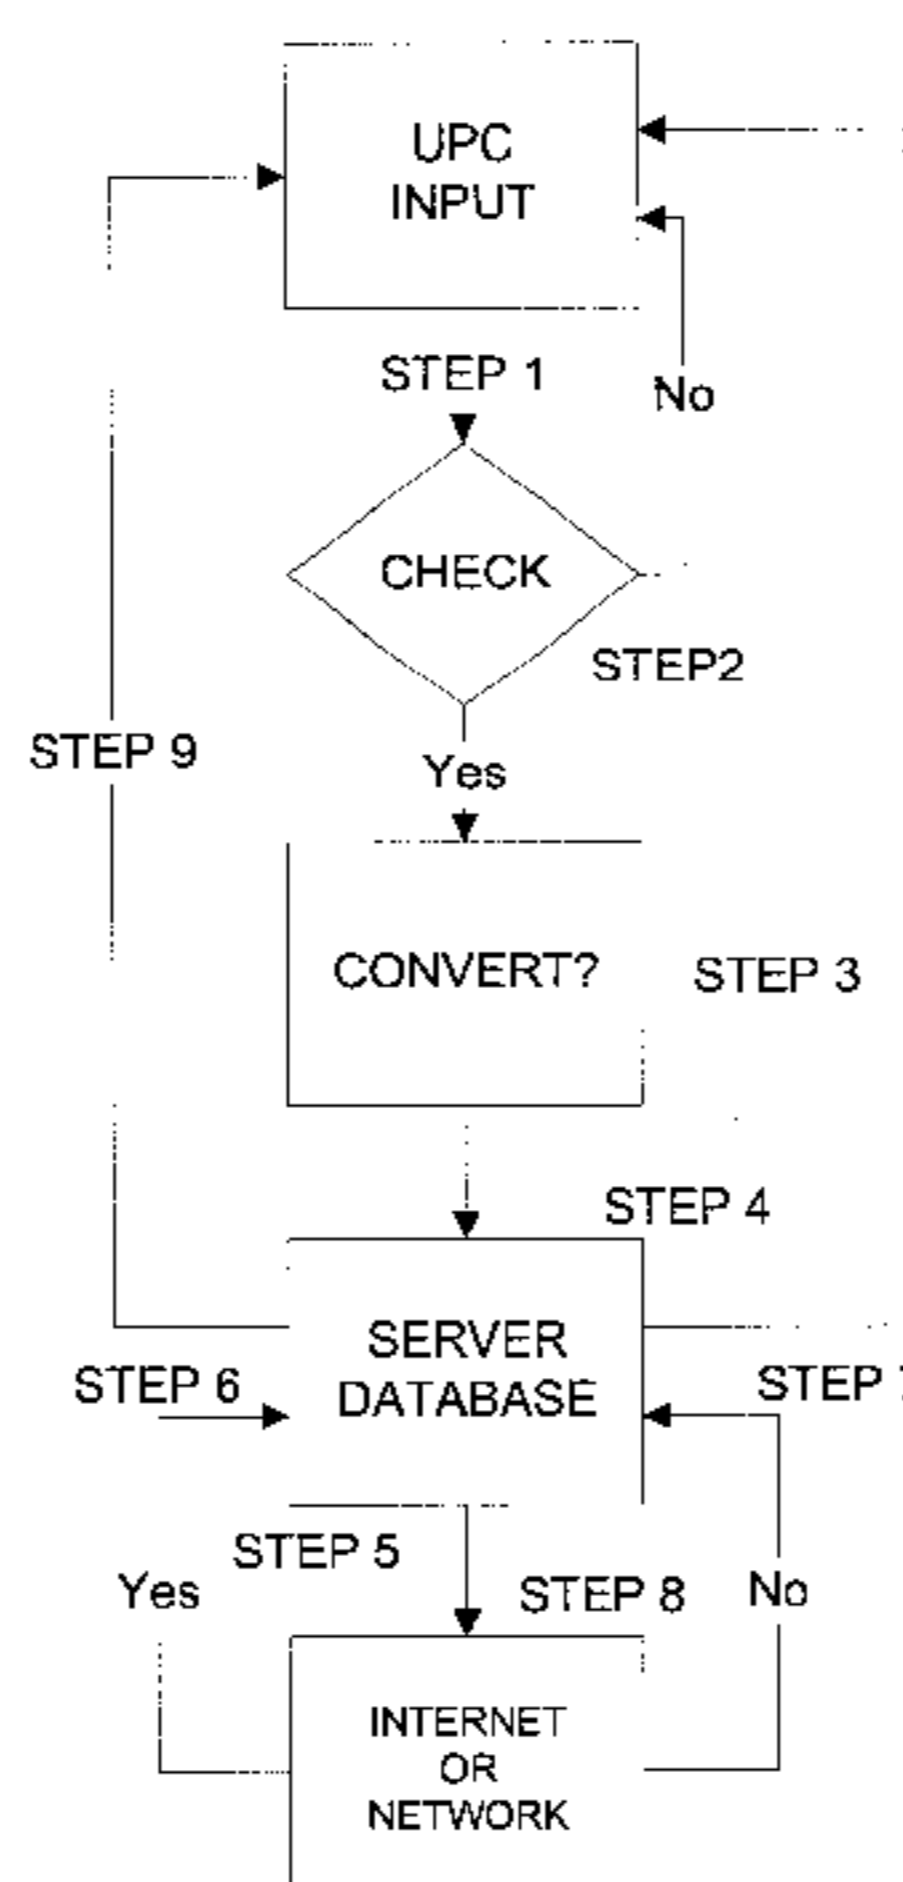 UPC
INPUT
STEP 1
No
CHECK
STEP2
STEP 9
Yes
CONVERT?
STEP 3
STEP 4
SERVER
DATABASE
STEP 6
STEP
STEP 5
Yes
STEP 8
No
INTERNET
OR
NETWORK